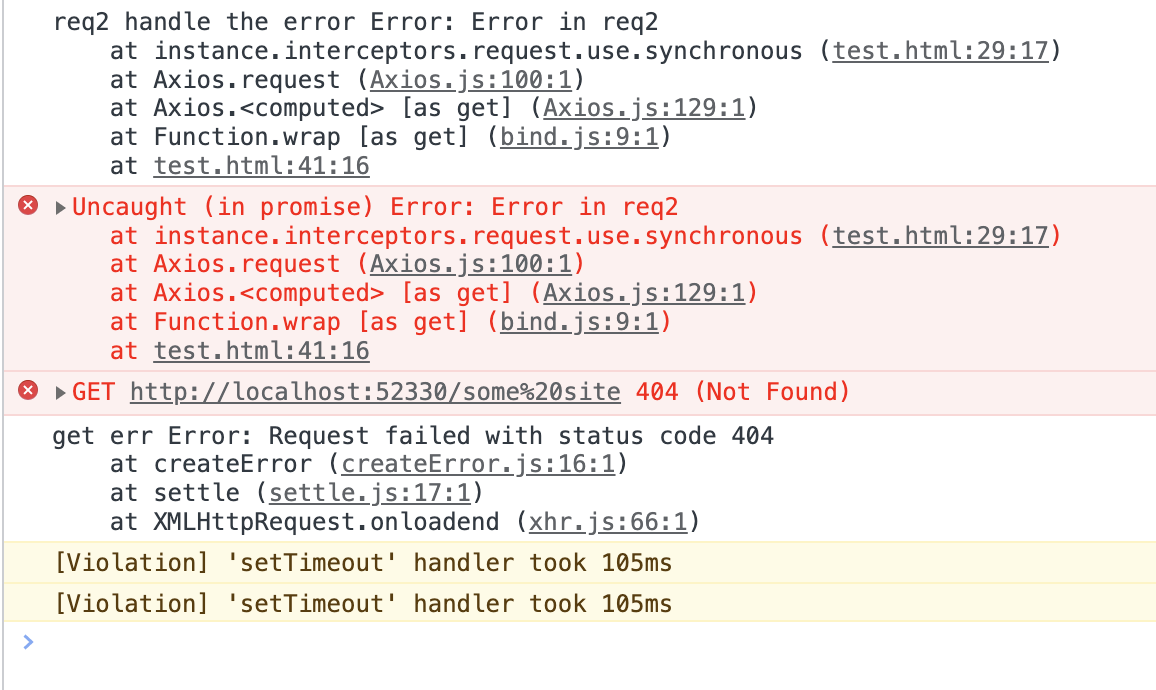 req2 handle the error Error: Error in req2
at instance.interceptors.request.use.synchronous (test.html:29:17)
at Axios.request (Axios.js:100:1)
at Axios.<computed> [as get] (Axios.js:129:1)
at Function.wrap [as get] (bind.js:9:1)
at test.html:41:16
Uncaught (in promise) Error: Error in req2
at instance.interceptors.request.use.synchronous (test.html:29:17)
at Axios.request (Axios.js:100:1)
at Axios.<computed> [as get] (Axios.js:129:1)
at Function.wrap [as get] (bind.js:9:1)
at test.html:41:16
GET http://localhost:52330/some%20site 404 (Not Found)
get err Error: Request failed with status code 404
at createError (createError.js:16:1)
at settle (settle.js:17:1)
at XMLHttpRequest.onloadend (xhr.js:66:1)
[Violation] 'setTimeout' handler took 105ms
[Violation] 'setTimeout' handler took 105ms